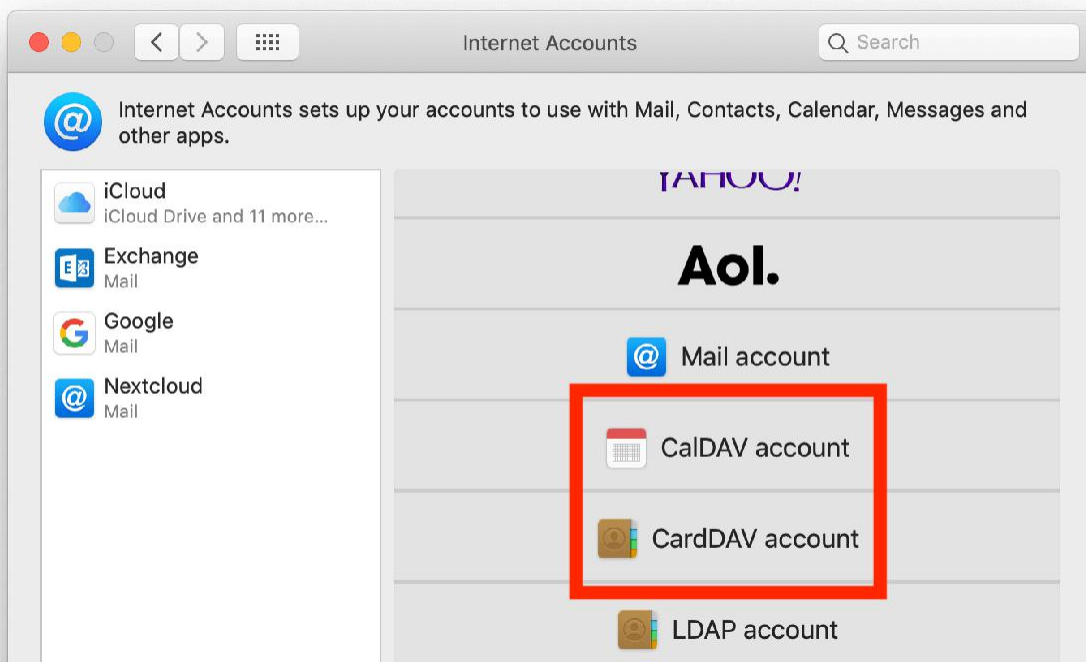 Internet Accounts
Search
Internet Accounts sets up your accounts to use with Mail, Contacts, Calendar, Messages and
other apps.
iCloud
iCloud Drive and 11 more...
Exchange
Mail
Google
Mail
Nextcloud
Mail
YAHOO!
Aol.
Mail account
CalDAV account
CardDAV account
LDAP account